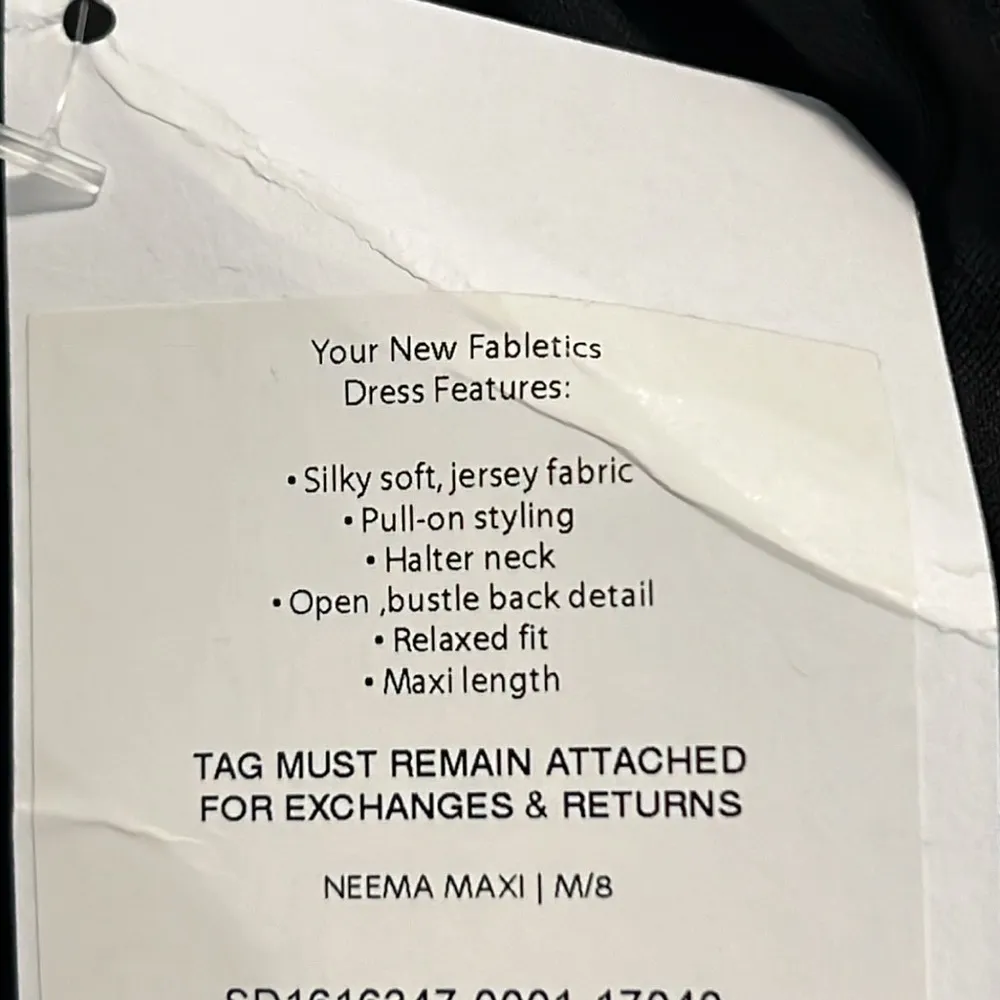 Your New Fabletics
Dress Features:
• Silky soft, jersey fabric
• Pull-on styling
• Halter neck
• Open ,bustle back detail
• Relaxed fit
• Maxi length
TAG MUST REMAIN ATTACHED
FOR EXCHANGES & RETURNS
NEEMA MAXI | M/8